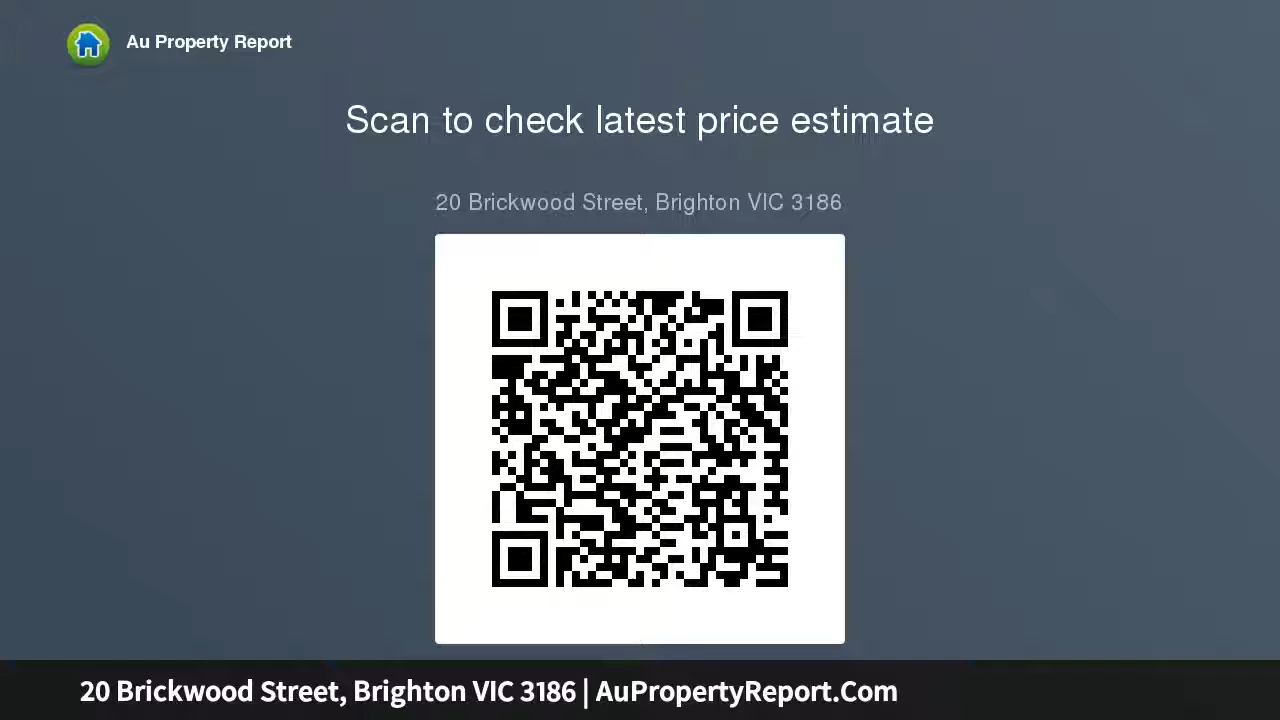 Au Property Report
Scan to check latest price estimate
20 Brickwood Street, Brighton VIC 3186
20 Brickwood Street, Brighton VIC 3186 | AuPropertyReport.Com